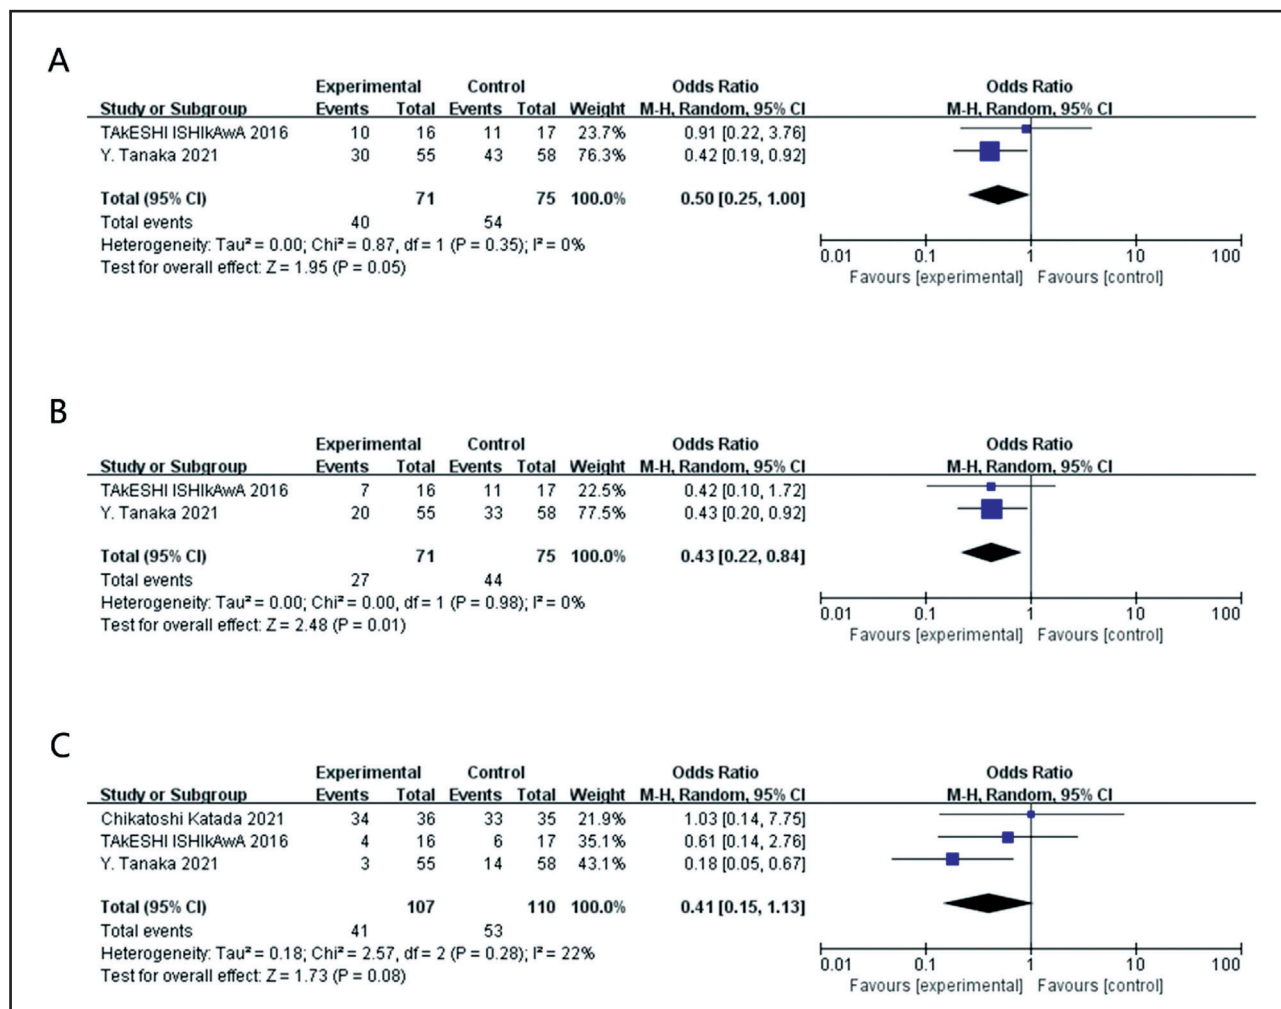 A
Experimental Control Odds Ratio Odds Ratio
Study or Subgroup Events Total Events Total Weight M-H, Random, 95% CI M-H, Random, 95% CI
TAkESHI ISHIkAwA 2016 10 16 11 17 23.7% 0.91 [0.22, 3.76]
Y. Tanaka 2021 30 55 43 58 76.3% 0.42 [0.19, 0.92]
Total (95% CI) 71 75 100.0% 0.50 [0.25, 1.00]
Total events 40 54
Heterogeneity: Tau² = 0.00; Chi² = 0.87, df = 1 (P = 0.35); I² = 0%
Test for overall effect: Z = 1.95 (P = 0.05)
0.01 0.1 1 10 100
Favours [experimental] Favours [control]
B
Experimental Control Odds Ratio Odds Ratio
Study or Subgroup Events Total Events Total Weight M-H, Random, 95% CI M-H, Random, 95% CI
TAkESHI ISHIkAwA 2016 7 16 11 17 22.5% 0.42 [0.10, 1.72]
Y. Tanaka 2021 20 55 33 58 77.5% 0.43 [0.20, 0.92]
Total (95% CI) 71 75 100.0% 0.43 [0.22, 0.84]
Total events 27 44
Heterogeneity: Tau² = 0.00; Chi² = 0.00, df = 1 (P = 0.98); I² = 0%
Test for overall effect: Z = 2.48 (P = 0.01)
0.01 0.1 1 10 100
Favours [experimental] Favours [control]
C
Experimental Control Odds Ratio Odds Ratio
Study or Subgroup Events Total Events Total Weight M-H, Random, 95% CI M-H, Random, 95% CI
Chikatoshi Katada 2021 34 36 33 35 21.9% 1.03 [0.14, 7.75]
TAkESHI ISHIkAwA 2016 4 16 6 17 35.1% 0.61 [0.14, 2.76]
Y. Tanaka 2021 3 55 14 58 43.1% 0.18 [0.05, 0.67]
Total (95% CI) 107 110 100.0% 0.41 [0.15, 1.13]
Total events 41 53
Heterogeneity: Tau² = 0.18; Chi² = 2.57, df = 2 (P = 0.28); I² = 22%
Test for overall effect: Z = 1.73 (P = 0.08)
0.01 0.1 1 10 100
Favours [experimental] Favours [control]